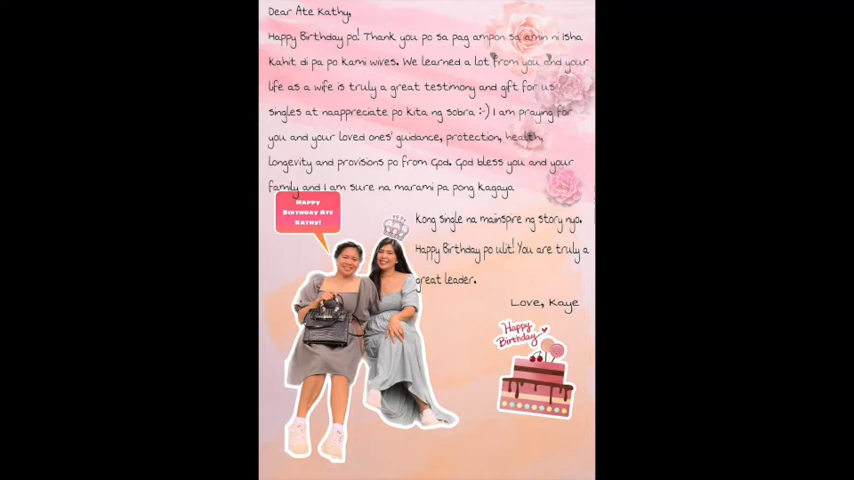 Dear Ate Kathy,
Happy Birthday po! Thank you po sa pag ampon sa amin ni Isha
kahit di pa po kami wives. We learned a lot from you and your
life as a wife is truly a great testimony and gift for us
singles at naappreciate po kita ng sobra :-) I am praying for
you and your loved ones' guidance, protection, health,
longevity and provisions po from God. God bless you and your
family and I am sure na marami pa pong kagaya
kong single na maiinspire ng story nyo.
Happy Birthday po ulit! You are truly a
great leader.
Love, Kaye
Happy
Birthday Ate
Kathy!
Happy
Birthday